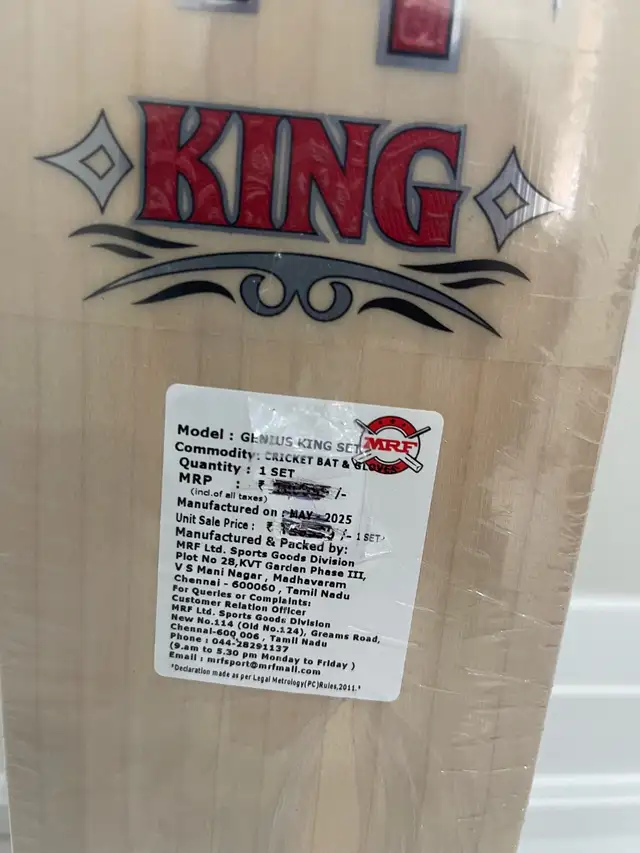 KING
MRF
Model : GENIUS KING SET
Commodity: CRICKET BAT & GLOVES
Quantity : 1 SET
MRP : ₹ /-
(incl.of all taxes)
Manufactured on : MAY - 2025
Unit Sale Price : ₹ /- 1 SET
Manufactured & Packed by:
MRF Ltd. Sports Goods Division
Plot No 28,KVT Garden Phase III,
V S Mani Nagar , Madhavaram
Chennai - 600060 , Tamil Nadu
For Queries or Complaints:
Customer Relation Officer
MRF Ltd. Sports Goods Division
New No.114 (Old No.124), Greams Road,
Chennai-600 006 , Tamil Nadu
Phone : 044-28291137
(9.am to 5.30 pm Monday to Friday )
Email : mrfsport@mrfmail.com
*Declaration made as per Legal Metrology(PC)Rules,2011.*